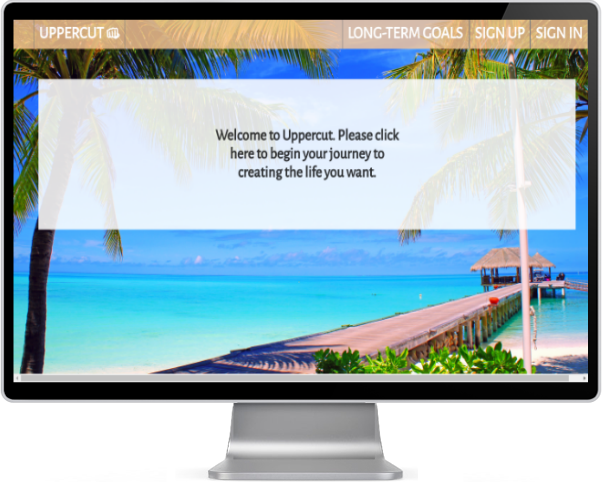 UPPERCUT LONG-TERM GOALS SIGN UP SIGN IN
Welcome to Uppercut. Please click
here to begin your journey to
creating the life you want.